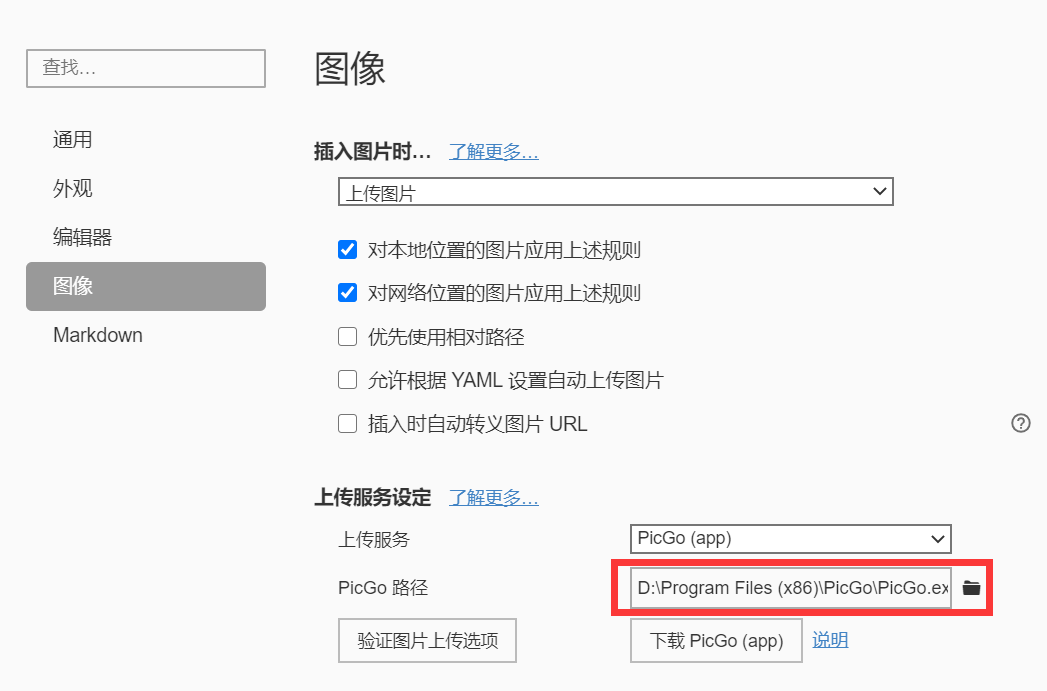 查找…
图像
通用
外观
编辑器
图像
Markdown
插入图片时… 了解更多…
上传图片
对本地位置的图片应用上述规则
对网络位置的图片应用上述规则
优先使用相对路径
允许根据 YAML 设置自动上传图片
插入时自动转义图片 URL
?
上传服务设定 了解更多…
上传服务 PicGo (app)
PicGo 路径 D:\Program Files (x86)\PicGo\PicGo.ex
验证图片上传选项 下载 PicGo (app) 说明